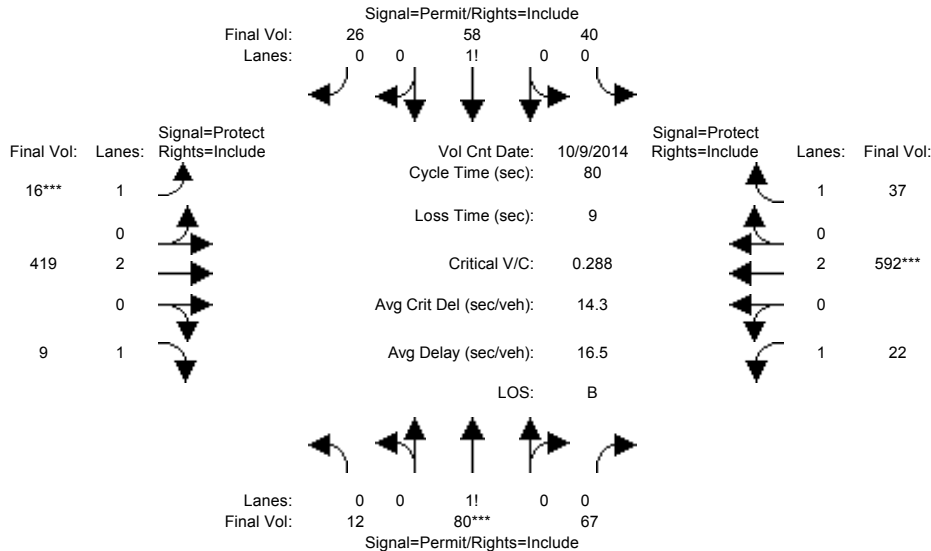 Signal=Permit/Rights=Include
Final Vol: 26 58 40
Lanes: 0 0 1! 0 0
Signal=Protect Signal=Protect
Final Vol: Lanes: Rights=Include Vol Cnt Date: 10/9/2014 Rights=Include Lanes: Final Vol:
Cycle Time (sec): 80
16*** 1 1 37
Loss Time (sec): 9
0 0
419 2 Critical V/C: 0.288 2 592***
0 Avg Crit Del (sec/veh): 14.3 0
9 1 Avg Delay (sec/veh): 16.5 1 22
LOS: B
Lanes: 0 0 1! 0 0
Final Vol: 12 80*** 67
Signal=Permit/Rights=Include